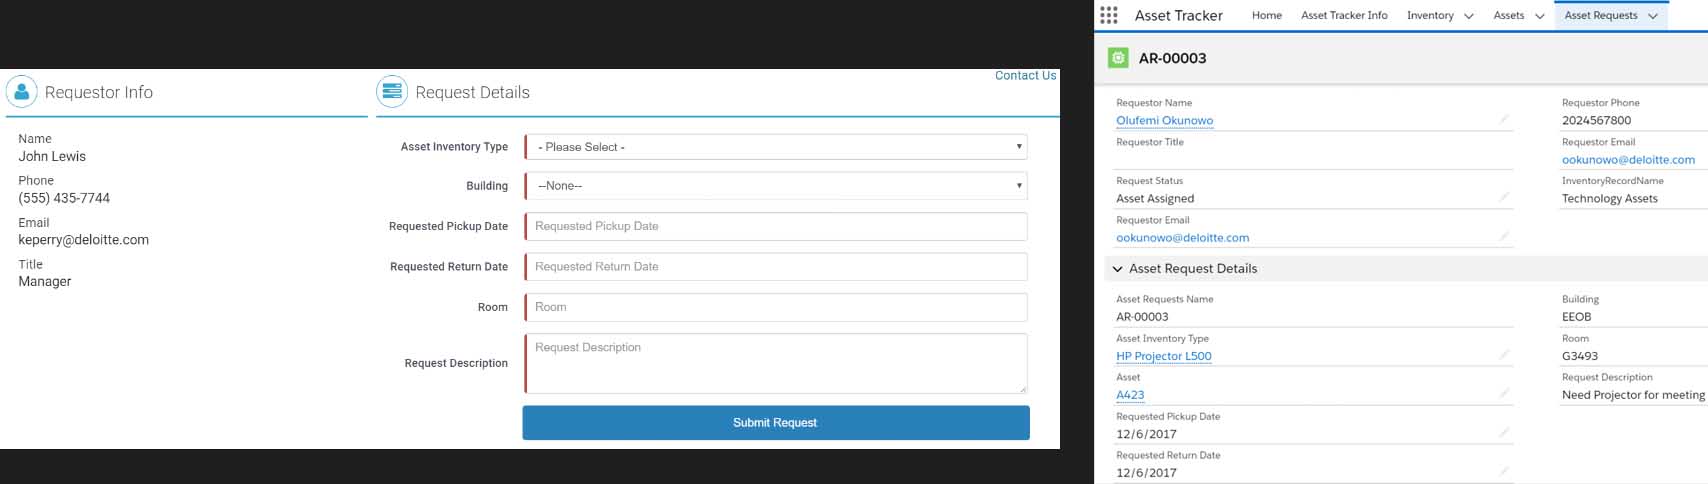 Contact Us
Requestor Info
Request Details
Name
John Lewis
Phone
(555) 435-7744
Email
keperry@deloitte.com
Title
Manager
Asset Inventory Type
- Please Select -
Building
--None--
Requested Pickup Date
Requested Pickup Date
Requested Return Date
Requested Return Date
Room
Room
Request Description
Request Description
Submit Request
Asset Tracker
Home
Asset Tracker Info
Inventory
Assets
Asset Requests
AR-00003
Requestor Name
Olufemi Okunowo
Requestor Title
Request Status
Asset Assigned
Requestor Email
ookunowo@deloitte.com
Requestor Phone
2024567800
Requestor Email
ookunowo@deloitte.com
InventoryRecordName
Technology Assets
Asset Request Details
Asset Requests Name
AR-00003
Asset Inventory Type
HP Projector L500
Asset
A423
Requested Pickup Date
12/6/2017
Requested Return Date
12/6/2017
Building
EEOB
Room
G3493
Request Description
Need Projector for meeting